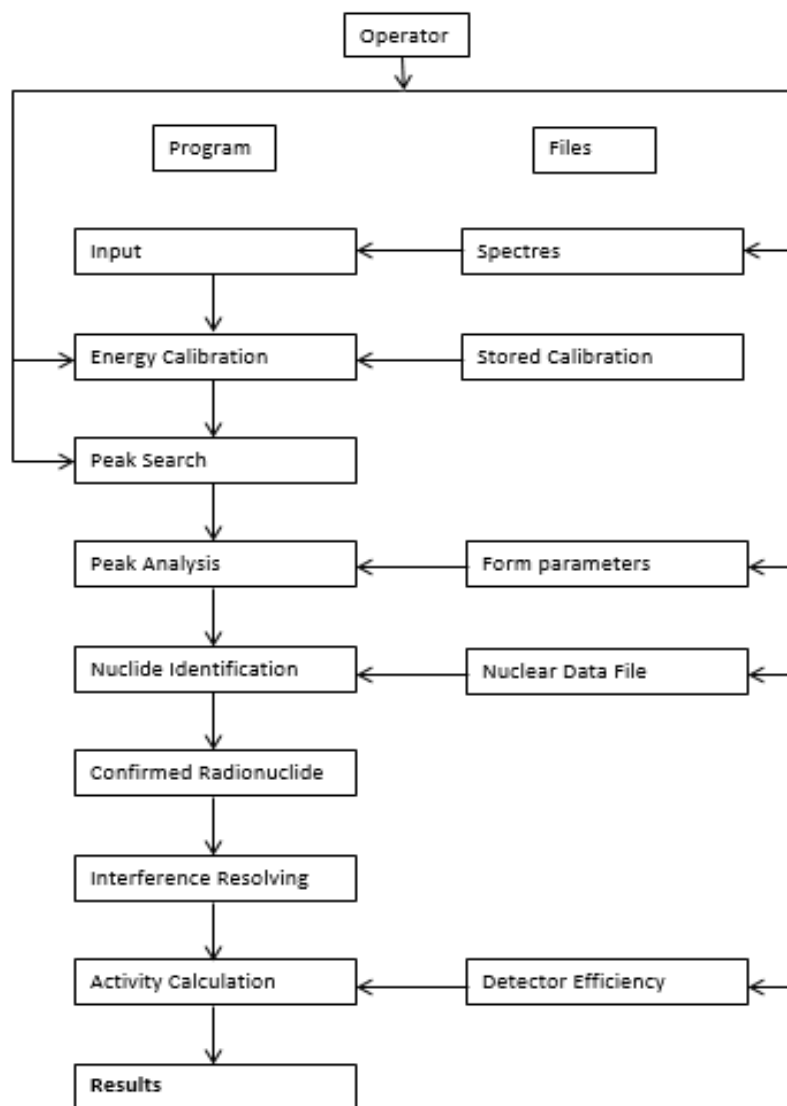 Operator
Program
Files
Input
Spectres
Energy Calibration
Stored Calibration
Peak Search
Peak Analysis
Form parameters
Nuclide Identification
Nuclear Data File
Confirmed Radionuclide
Interference Resolving
Activity Calculation
Detector Efficiency
Results